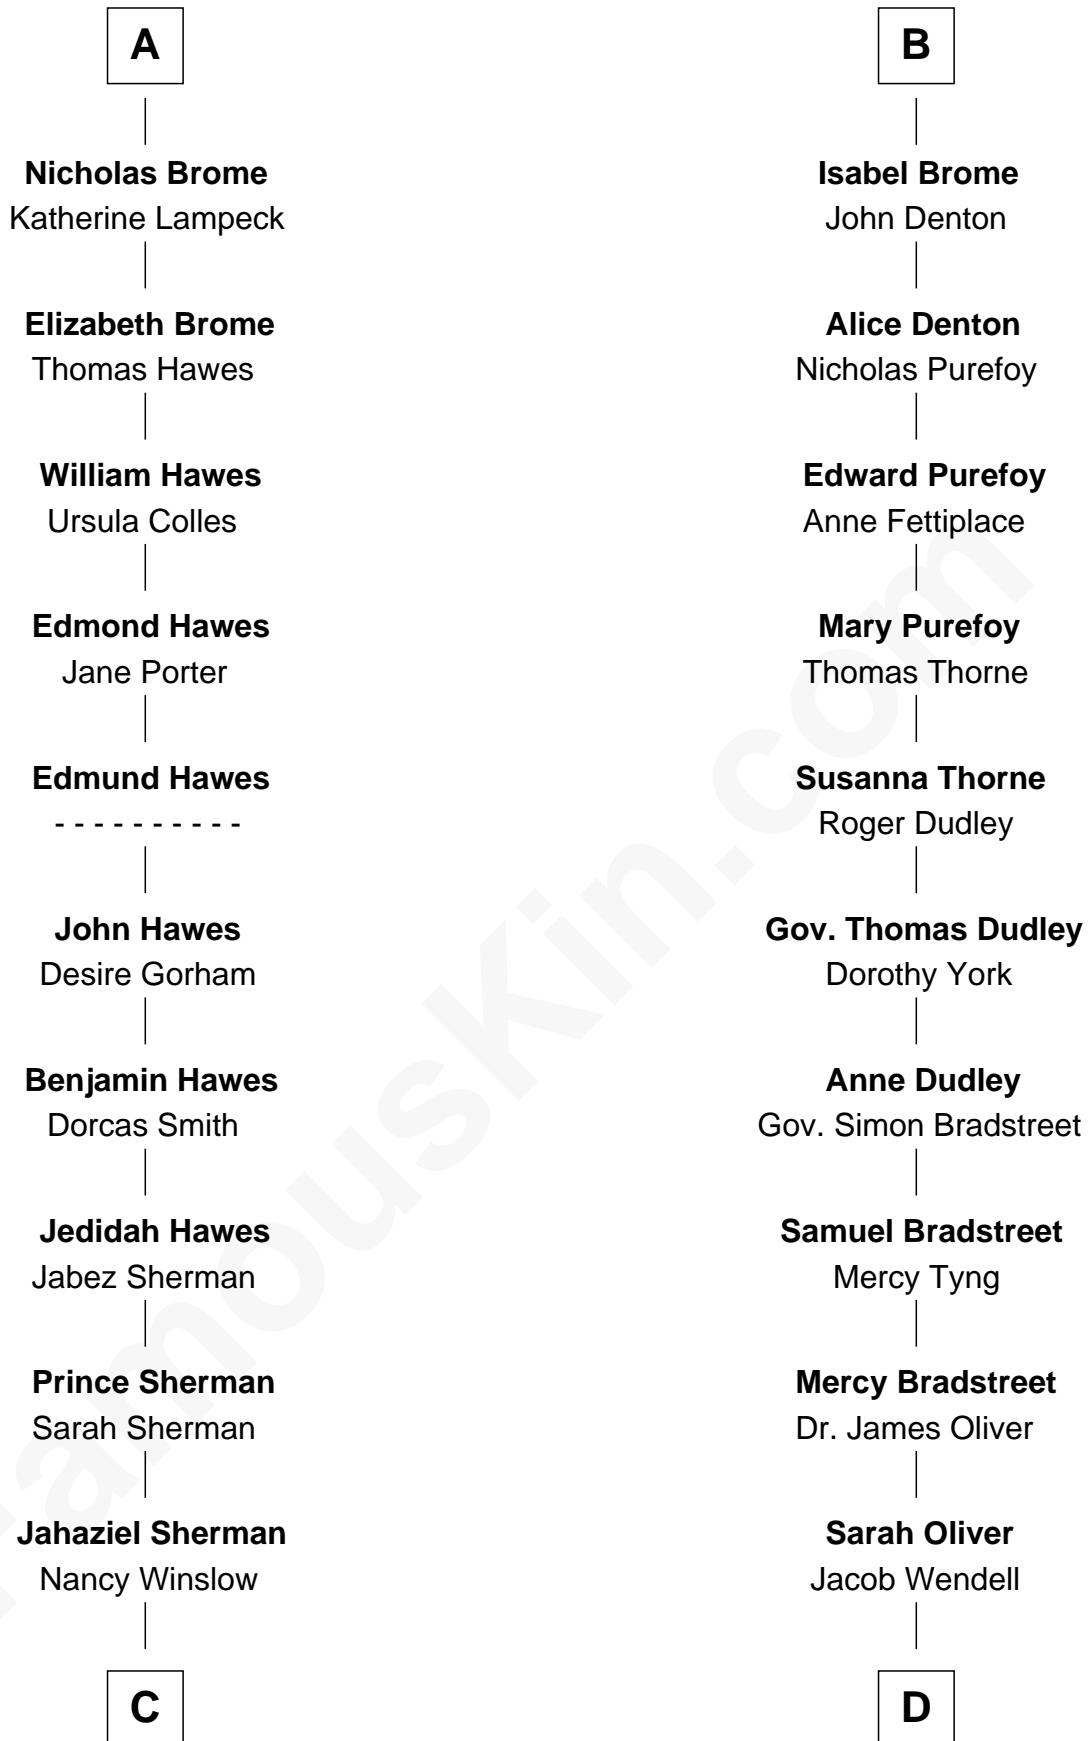 A
Nicholas Brome
Katherine Lampeck
Elizabeth Brome
Thomas Hawes
William Hawes
Ursula Colles
Edmond Hawes
Jane Porter
Edmund Hawes
- - - - - - - - - -
John Hawes
Desire Gorham
Benjamin Hawes
Dorcas Smith
Jedidah Hawes
Jabez Sherman
Prince Sherman
Sarah Sherman
Jahaziel Sherman
Nancy Winslow
C
B
Isabel Brome
John Denton
Alice Denton
Nicholas Purefoy
Edward Purefoy
Anne Fettiplace
Mary Purefoy
Thomas Thorne
Susanna Thorne
Roger Dudley
Gov. Thomas Dudley
Dorothy York
Anne Dudley
Gov. Simon Bradstreet
Samuel Bradstreet
Mercy Tyng
Mercy Bradstreet
Dr. James Oliver
Sarah Oliver
Jacob Wendell
D
FamousKin.com